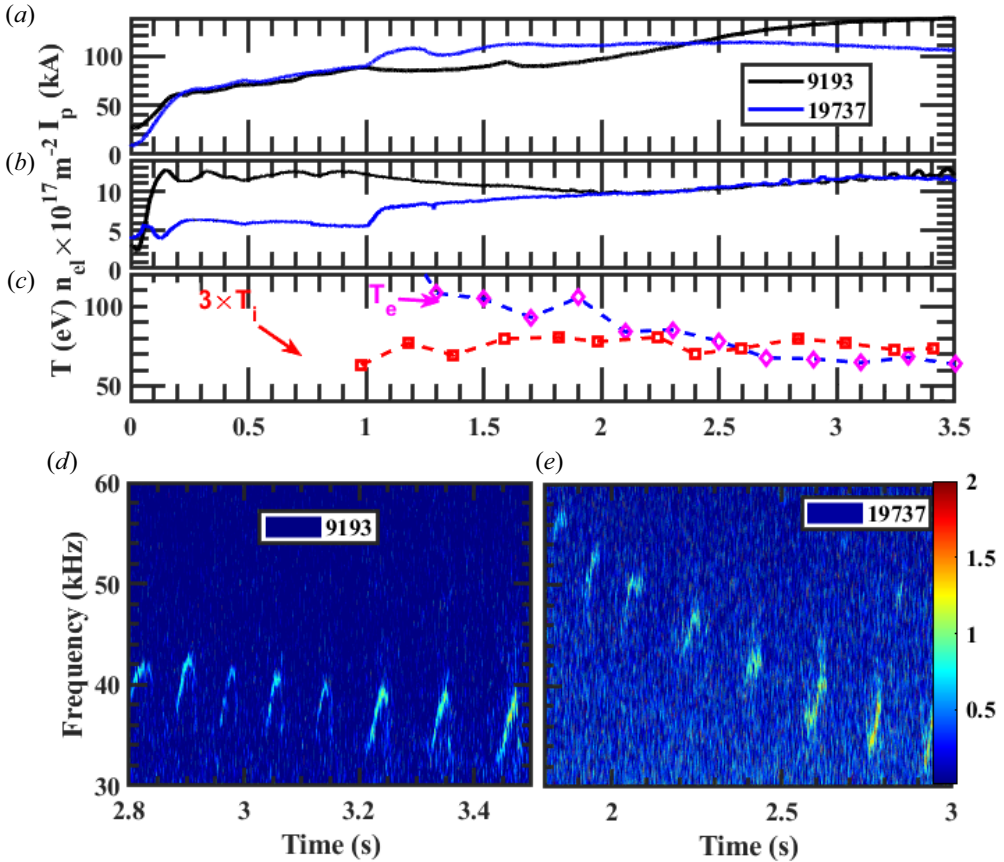 (a)
I_p (kA)
100
50
0
9193
19737
(b)
n_el × 10^17 m^-2
10
5
0
(c)
T (eV)
100
50
3 × T_i
T_e
0 0.5 1 1.5 2 2.5 3 3.5
(d)
(e)
Frequency (kHz)
60
50
40
30
9193
19737
2
1.5
1
0.5
2.8 3 3.2 3.4
2 2.5 3
Time (s)
Time (s)